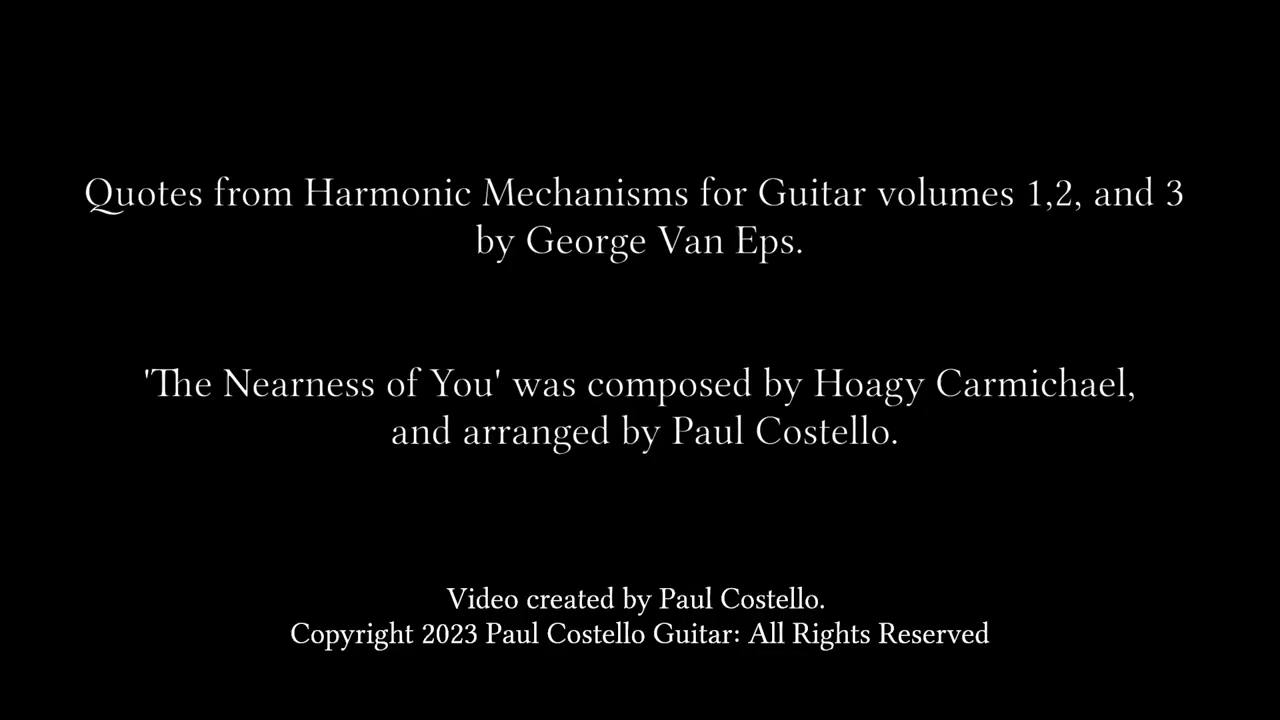 Quotes from Harmonic Mechanisms for Guitar volumes 1,2, and 3
by George Van Eps.
'The Nearness of You' was composed by Hoagy Carmichael,
and arranged by Paul Costello.
Video created by Paul Costello.
Copyright 2023 Paul Costello Guitar: All Rights Reserved